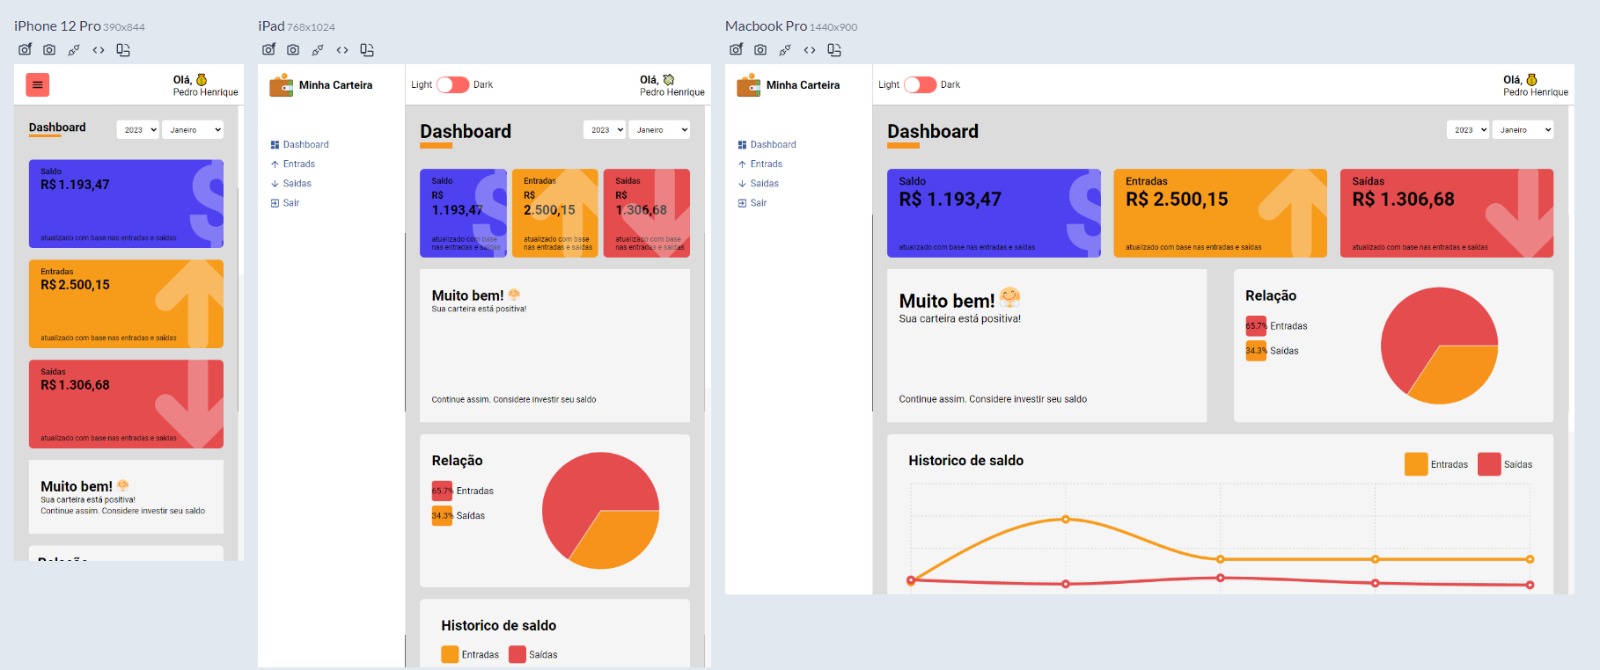 iPhone 12 Pro 390x844
Olá,
Pedro Henrique
Dashboard
2023 Janeiro
Saldo
R$ 1.193,47
atualizado com base nas entradas e saídas
Entradas
R$ 2.500,15
atualizado com base nas entradas e saídas
Saídas
R$ 1.306,68
atualizado com base nas entradas e saídas
Muito bem!
Sua carteira está positiva!
Continue assim. Considere investir seu saldo
Relação
iPad 768x1024
Minha Carteira
Light Dark
Olá,
Pedro Henrique
Dashboard
Entrads
Saidas
Sair
Dashboard
2023 Janeiro
Saldo
R$
1.193,47
atualizado com base
nas entradas e saídas
Entradas
R$
2.500,15
atualizado com base
nas entradas e saídas
Saídas
R$
1.306,68
atualizado com base
nas entradas e saídas
Muito bem!
Sua carteira está positiva!
Continue assim. Considere investir seu saldo
Relação
65.7% Entradas
34.3% Saídas
Historico de saldo
Entradas Saídas
Macbook Pro 1440x900
Minha Carteira
Light Dark
Olá,
Pedro Henrique
Dashboard
Entrads
Saidas
Sair
Dashboard
2023 Janeiro
Saldo
R$ 1.193,47
atualizado com base nas entradas e saídas
Entradas
R$ 2.500,15
atualizado com base nas entradas e saídas
Saídas
R$ 1.306,68
atualizado com base nas entradas e saídas
Muito bem!
Sua carteira está positiva!
Continue assim. Considere investir seu saldo
Relação
65.7% Entradas
34.3% Saídas
Historico de saldo
Entradas Saídas